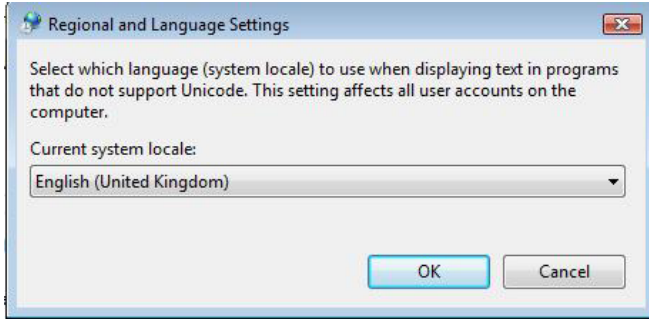 Regional and Language Settings
Select which language (system locale) to use when displaying text in programs
that do not support Unicode. This setting affects all user accounts on the
computer.
Current system locale:
English (United Kingdom)
OK Cancel